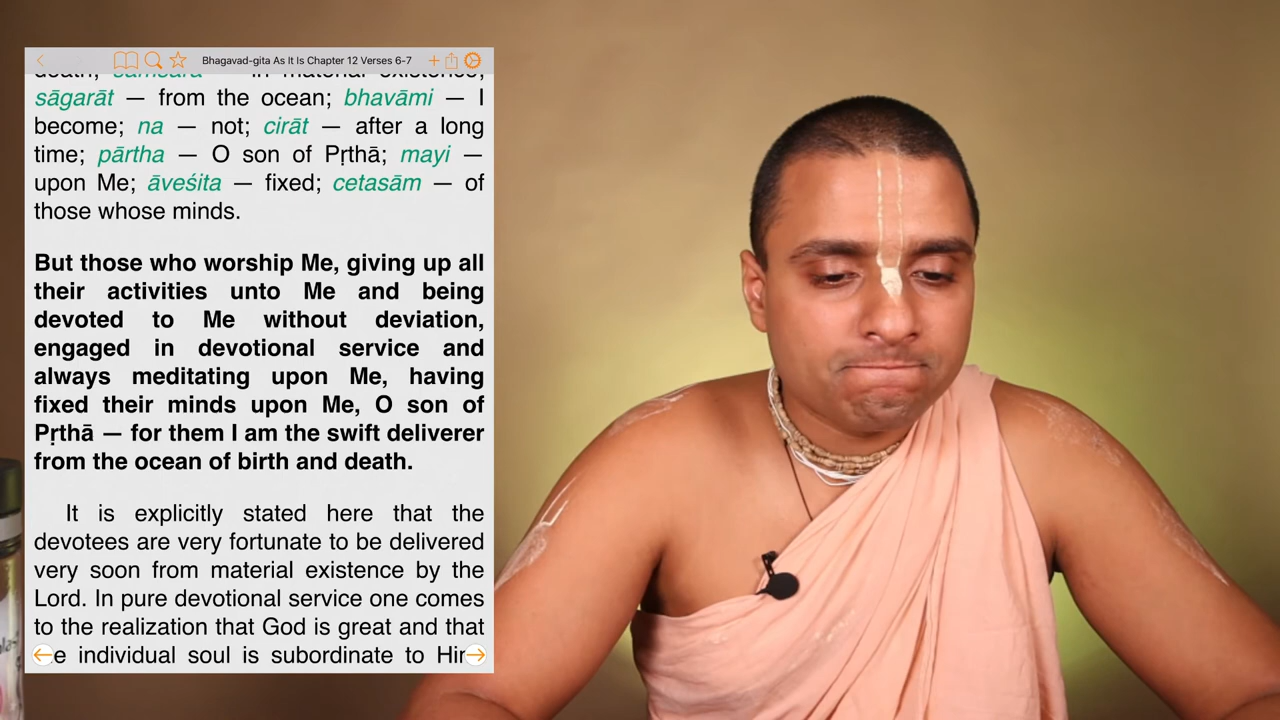 Bhagavad-gita As It Is Chapter 12 Verses 6-7
death; saṁsāra — in material existence;
sāgarāt — from the ocean; bhavāmi — I
become; na — not; cirāt — after a long
time; pārtha — O son of Pṛthā; mayi —
upon Me; āveśita — fixed; cetasām — of
those whose minds.
But those who worship Me, giving up all
their activities unto Me and being
devoted to Me without deviation,
engaged in devotional service and
always meditating upon Me, having
fixed their minds upon Me, O son of
Pṛthā — for them I am the swift deliverer
from the ocean of birth and death.
It is explicitly stated here that the
devotees are very fortunate to be delivered
very soon from material existence by the
Lord. In pure devotional service one comes
to the realization that God is great and that
individual soul is subordinate to